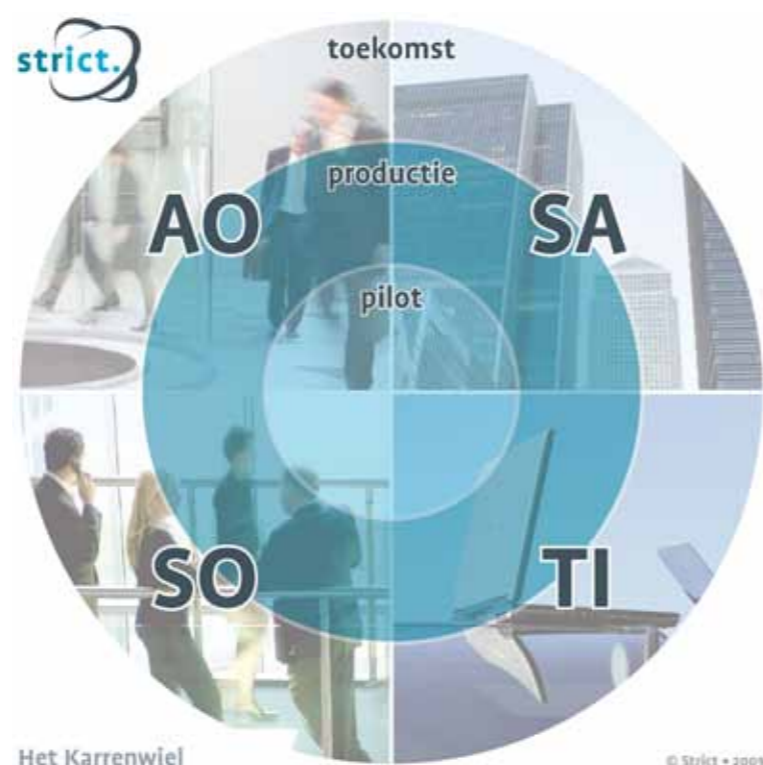 strict.
toekomst
productie
AO
SA
pilot
SO
TI
Het Karrenwiel
© Strict •